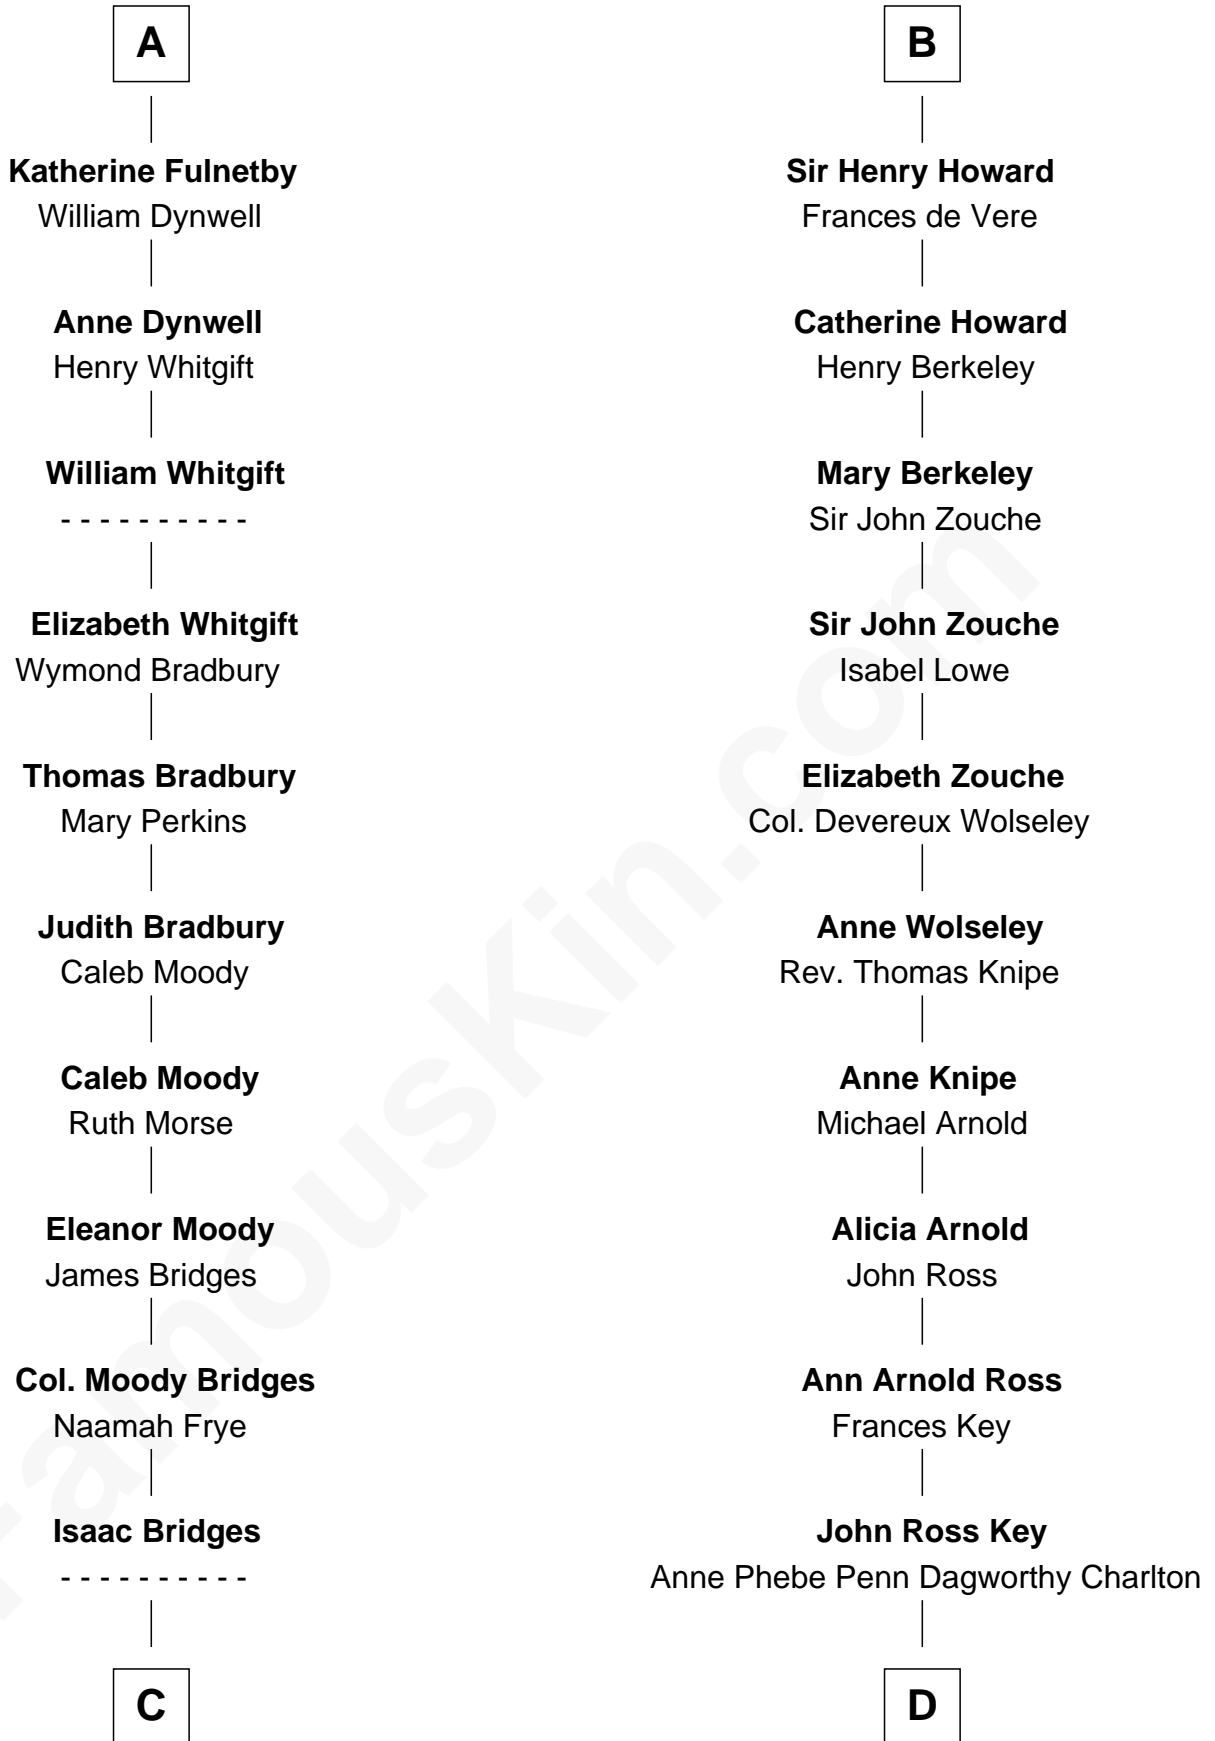 A
Katherine Fulnetby
William Dynwell
Anne Dynwell
Henry Whitgift
William Whitgift
- - - - - - - - - -
Elizabeth Whitgift
Wymond Bradbury
Thomas Bradbury
Mary Perkins
Judith Bradbury
Caleb Moody
Caleb Moody
Ruth Morse
Eleanor Moody
James Bridges
Col. Moody Bridges
Naamah Frye
Isaac Bridges
- - - - - - - - - -
C
B
Sir Henry Howard
Frances de Vere
Catherine Howard
Henry Berkeley
Mary Berkeley
Sir John Zouche
Sir John Zouche
Isabel Lowe
Elizabeth Zouche
Col. Devereux Wolseley
Anne Wolseley
Rev. Thomas Knipe
Anne Knipe
Michael Arnold
Alicia Arnold
John Ross
Ann Arnold Ross
Frances Key
John Ross Key
Anne Phebe Penn Dagworthy Charlton
D
FamousKin.com